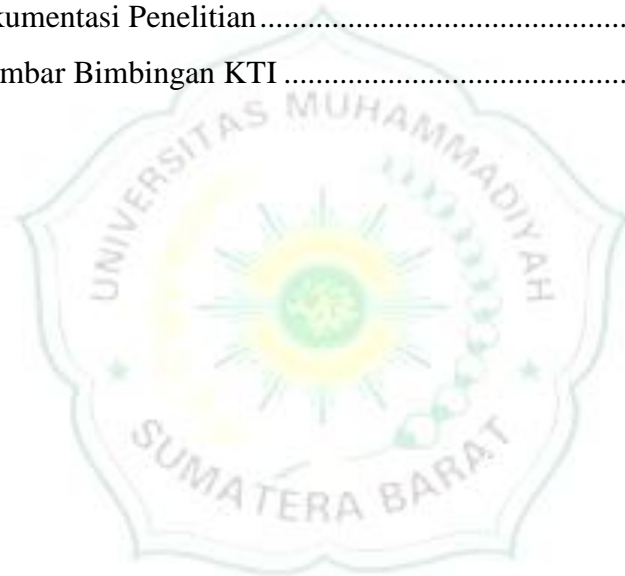 kumentasi Penelitian.............................................
mbar Bimbingan KTI..........................................
UNIVERSITAS MUHAMMADIYAH
SUMATERA BARAT